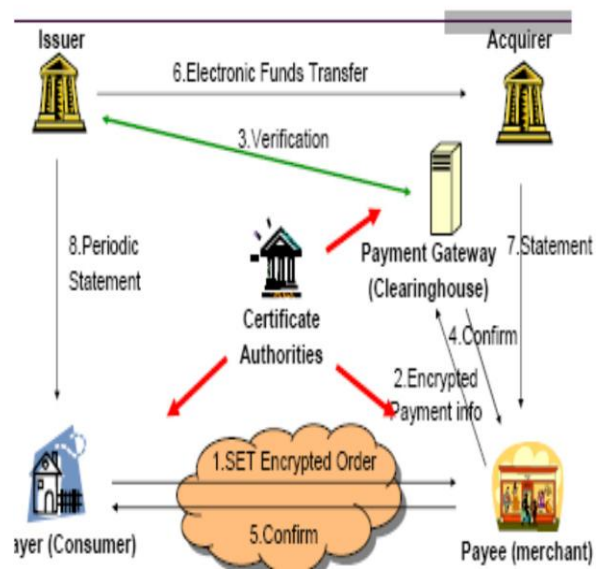 Issuer
Acquirer
6.Electronic Funds Transfer
3.Verification
8.Periodic
Statement
Payment Gateway
(Clearinghouse)
7.Statement
Certificate
Authorities
4.Confirm
2.Encrypted
Payment info
1.SET Encrypted Order
5.Confirm
ayer (Consumer)
Payee (merchant)